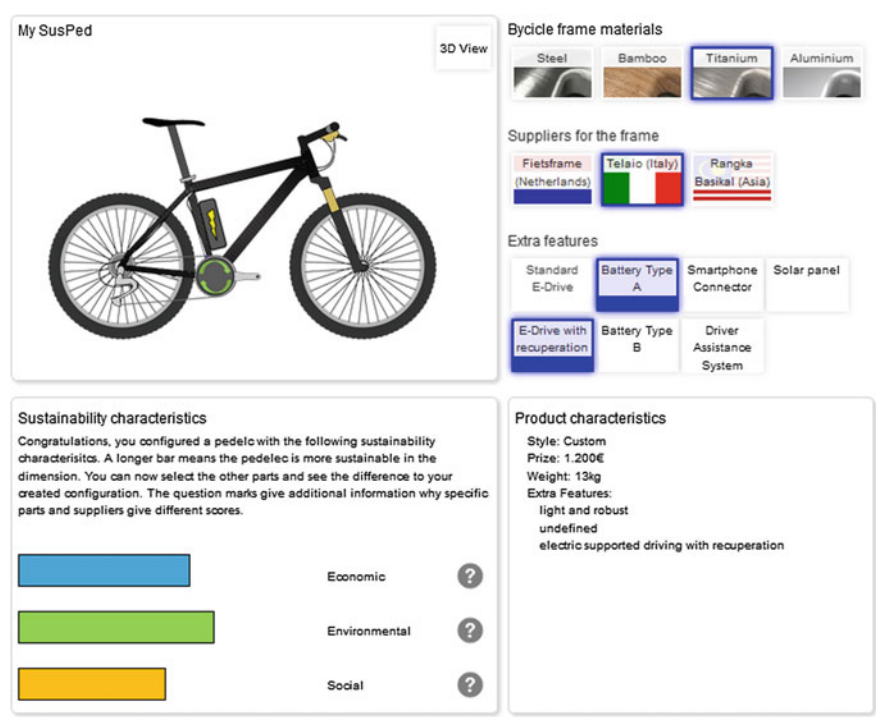 My SusPed
3D View
Bycicle frame materials
Steel
Bamboo
Titanium
Aluminium
Suppliers for the frame
Fietsframe
(Netherlands)
Telaio (Italy)
Rangka
Basikal (Asia)
Extra features
Standard
E-Drive
Battery Type
A
Smartphone
Connector
Solar panel
E-Drive with
recuperation
Battery Type
B
Driver
Assistance
System
Sustainability characteristics
Congratulations, you configured a pedelc with the following sustainability
characterisitcs. A longer bar means the pedelec is more sustainable in the
dimension. You can now select the other parts and see the difference to your
created configuration. The question marks give additional information why specific
parts and suppliers give different scores.
Economic
?
Environmental
?
Social
?
Product characteristics
Style: Custom
Prize: 1.200€
Weight: 13kg
Extra Features:
light and robust
undefined
electric supported driving with recuperation